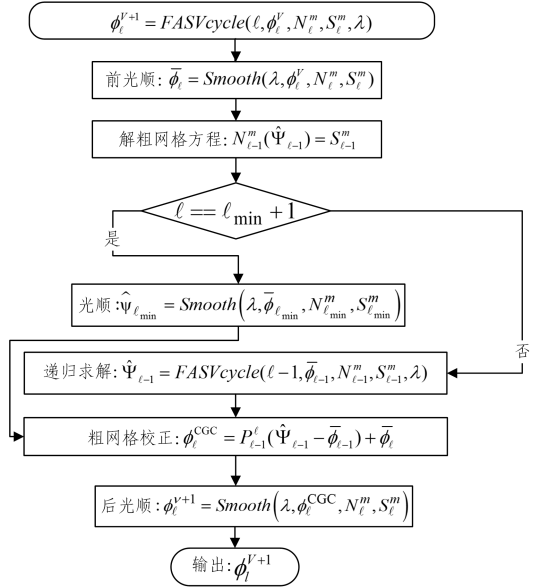 ϕ_ℓ^{V+1} = FASVcycle(ℓ, ϕ_ℓ^V, N_ℓ^m, S_ℓ^m, λ)
前光顺: ϕ̅_ℓ = Smooth(λ, ϕ_ℓ^V, N_ℓ^m, S_ℓ^m)
解粗网格方程: N_{ℓ−1}^m(Ψ̂_{ℓ−1}) = S_{ℓ−1}^m
ℓ == ℓ_min + 1
是
光顺: ψ̂_{ℓ_min} = Smooth(λ, ϕ̅_{ℓ_min}, N_{ℓ_min}^m, S_{ℓ_min}^m)
否
递归求解: Ψ̂_{ℓ−1} = FASVcycle(ℓ−1, ϕ̅_{ℓ−1}, N_{ℓ−1}^m, S_{ℓ−1}^m, λ)
粗网格校正: ϕ_ℓ^{CGC} = P_{ℓ−1}^ℓ(Ψ̂_{ℓ−1} − ϕ̅_{ℓ−1}) + ϕ̅_ℓ
后光顺: ϕ_ℓ^{ν+1} = Smooth(λ, ϕ_ℓ^{CGC}, N_ℓ^m, S_ℓ^m)
输出: ϕ_l^{V+1}